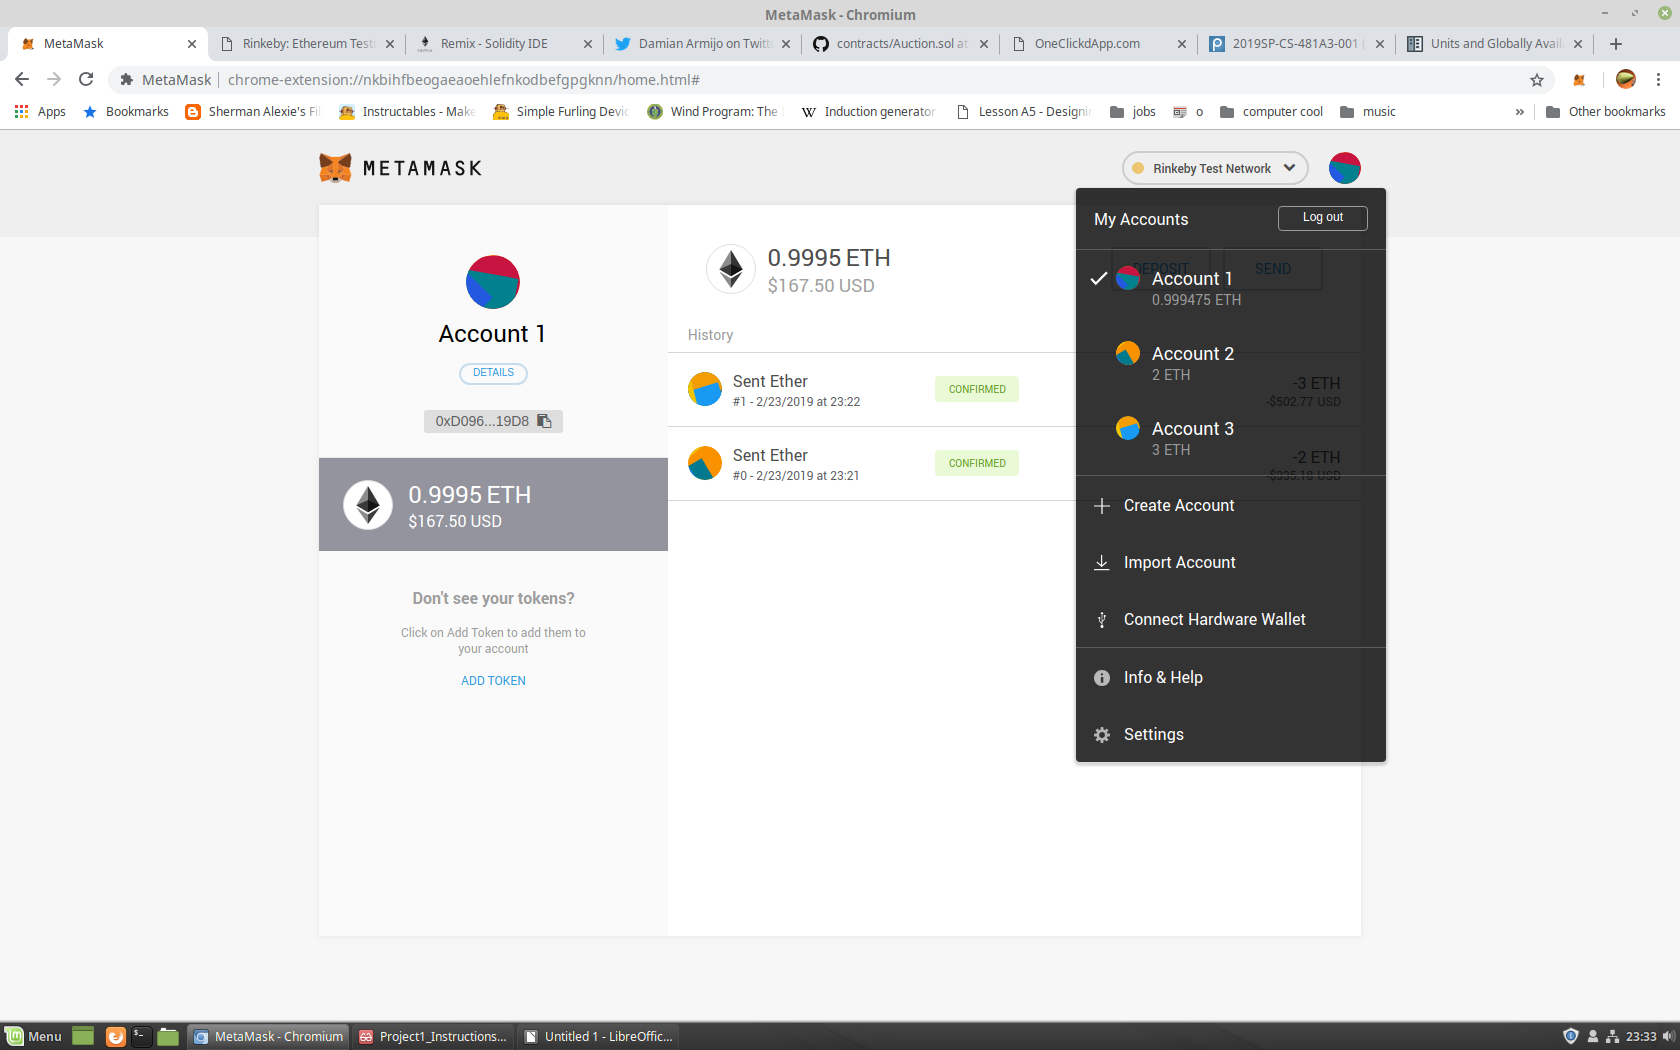 MetaMask - Chromium
MetaMask
Rinkeby: Ethereum Test
Remix - Solidity IDE
Damian Armijo on Twitt
contracts/Auction.sol at
OneClickdApp.com
2019SP-CS-481A3-001 (
Units and Globally Avail
MetaMask
chrome-extension://nkbihfbeogaeaoehlefnkodbefgpgknn/home.html#
Apps
Bookmarks
Sherman Alexie's Fil
Instructables - Make
Simple Furling Devic
Wind Program: The
Induction generator
Lesson A5 - Designin
jobs
o
computer cool
music
»
Other bookmarks
METAMASK
Rinkeby Test Network
Account 1
DETAILS
0xD096...19D8
0.9995 ETH
$167.50 USD
Don't see your tokens?
Click on Add Token to add them to
your account
ADD TOKEN
0.9995 ETH
$167.50 USD
DEPOSIT
SEND
History
Sent Ether
#1 - 2/23/2019 at 23:22
CONFIRMED
-3 ETH
-$502.77 USD
Sent Ether
#0 - 2/23/2019 at 23:21
CONFIRMED
-2 ETH
-$335.18 USD
My Accounts
Log out
Account 1
0.999475 ETH
Account 2
2 ETH
Account 3
3 ETH
Create Account
Import Account
Connect Hardware Wallet
Info & Help
Settings
Menu
MetaMask - Chromium
Project1_Instructions...
Untitled 1 - LibreOffic...
23:33